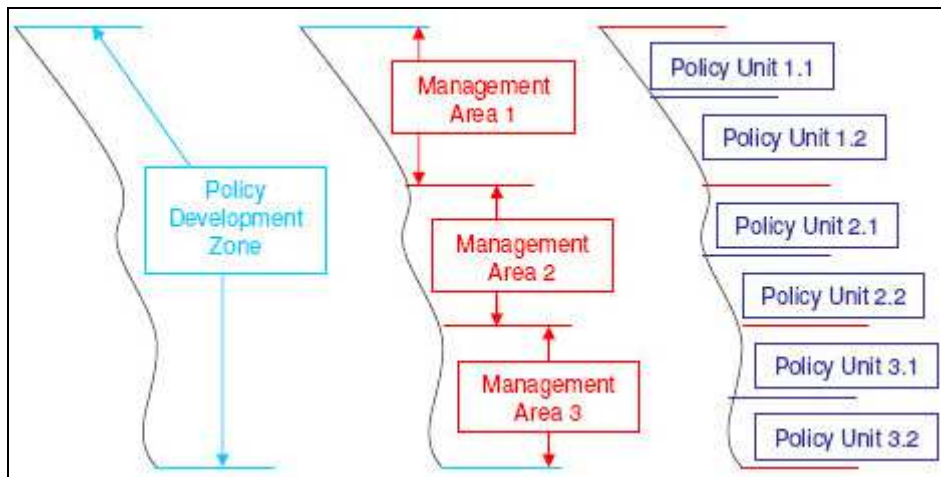 Policy
Development
Zone
Management
Area 1
Management
Area 2
Management
Area 3
Policy Unit 1.1
Policy Unit 1.2
Policy Unit 2.1
Policy Unit 2.2
Policy Unit 3.1
Policy Unit 3.2